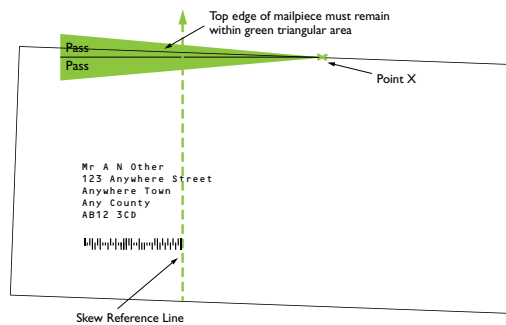 Top edge of mailpiece must remain
within green triangular area
Pass
Pass
Point X
Mr A N Other
123 Anywhere Street
Anywhere Town
Any County
AB12 3CD
Skew Reference Line